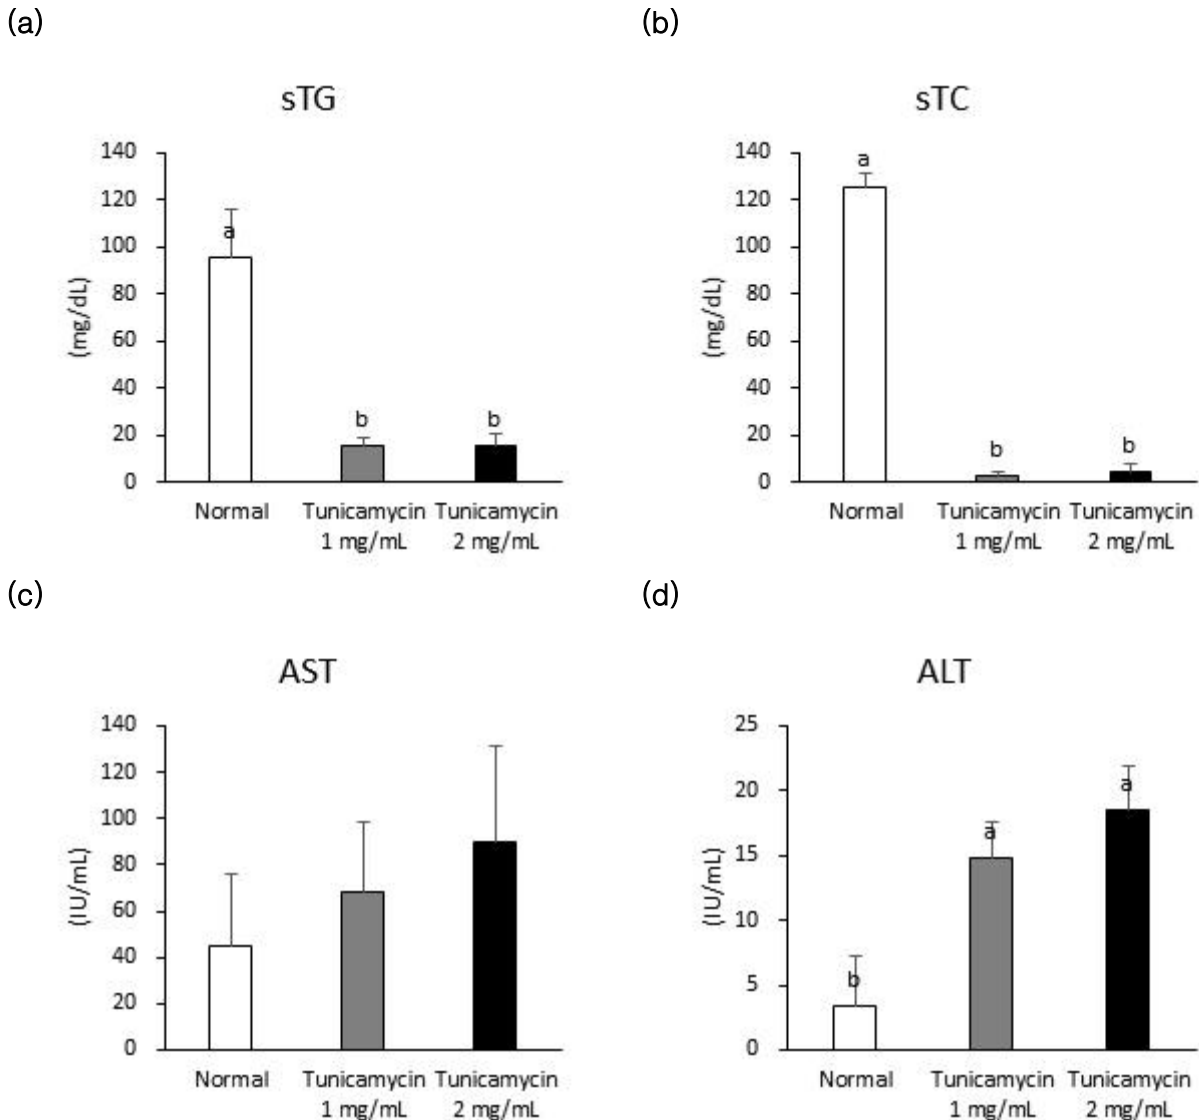 (a)
sTG
140
120
100
80
60
40
20
0
(mg/dL)
a
b
b
Normal
Tunicamycin 1 mg/mL
Tunicamycin 2 mg/mL
(b)
sTC
140
120
100
80
60
40
20
0
(mg/dL)
a
b
b
Normal
Tunicamycin 1 mg/mL
Tunicamycin 2 mg/mL
(c)
AST
140
120
100
80
60
40
20
0
(IU/mL)
Normal
Tunicamycin 1 mg/mL
Tunicamycin 2 mg/mL
(d)
ALT
25
20
15
10
5
0
(IU/mL)
b
a
a
Normal
Tunicamycin 1 mg/mL
Tunicamycin 2 mg/mL